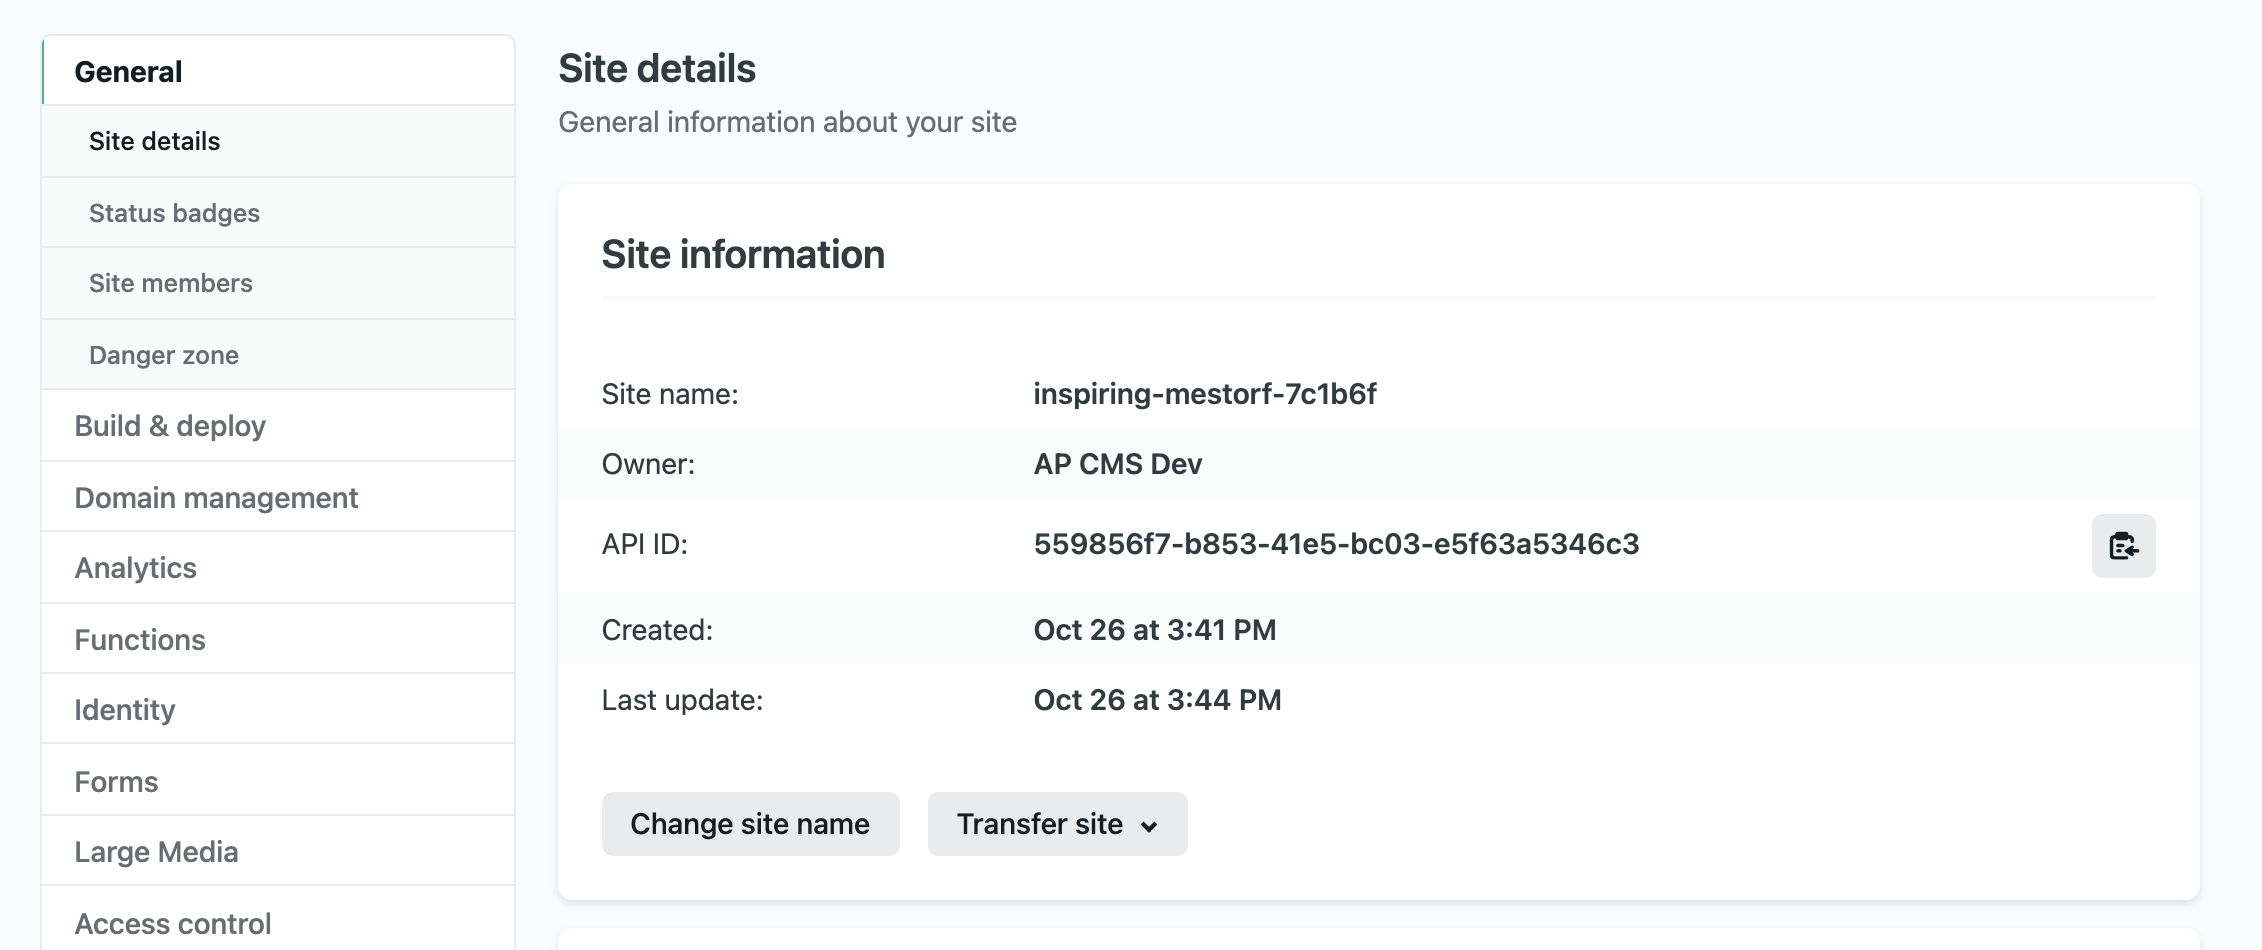 General
Site details
Status badges
Site members
Danger zone
Build & deploy
Domain management
Analytics
Functions
Identity
Forms
Large Media
Access control
Site details
General information about your site
Site information
Site name: inspiring-mestorf-7c1b6f
Owner: AP CMS Dev
API ID: 559856f7-b853-41e5-bc03-e5f63a5346c3
Created: Oct 26 at 3:41 PM
Last update: Oct 26 at 3:44 PM
Change site name Transfer site